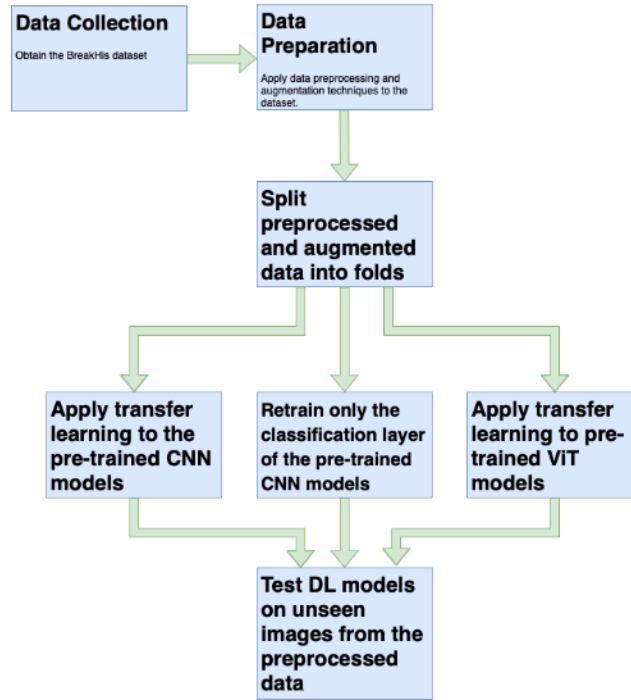 Data Collection
Obtain the BreakHis dataset
Data
Preparation
Apply data preprocessing and
augmentation techniques to the
dataset.
Split
preprocessed
and augmented
data into folds
Apply transfer
learning to the
pre-trained CNN
models
Retrain only the
classification layer
of the pre-trained
CNN models
Apply transfer
learning to pre-
trained ViT
models
Test DL models
on unseen
images from the
preprocessed
data